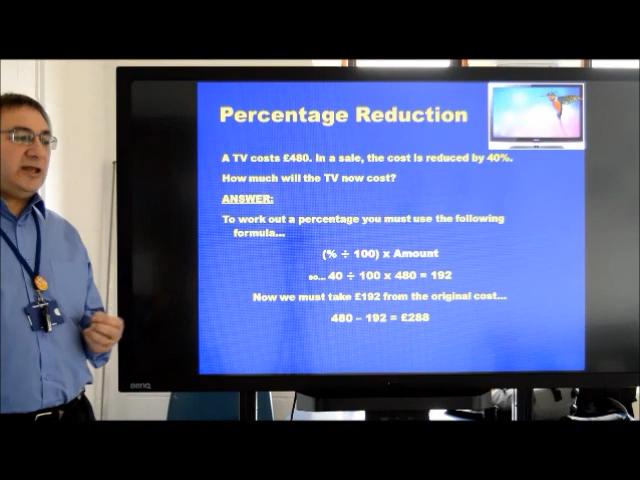 Percentage Reduction
A TV costs £480. In a sale, the cost is reduced by 40%.
How much will the TV now cost?
ANSWER:
To work out a percentage you must use the following
formula...
(% ÷ 100) x Amount
so... 40 ÷ 100 x 480 = 192
Now we must take £192 from the original cost...
480 – 192 = £288
BenQ